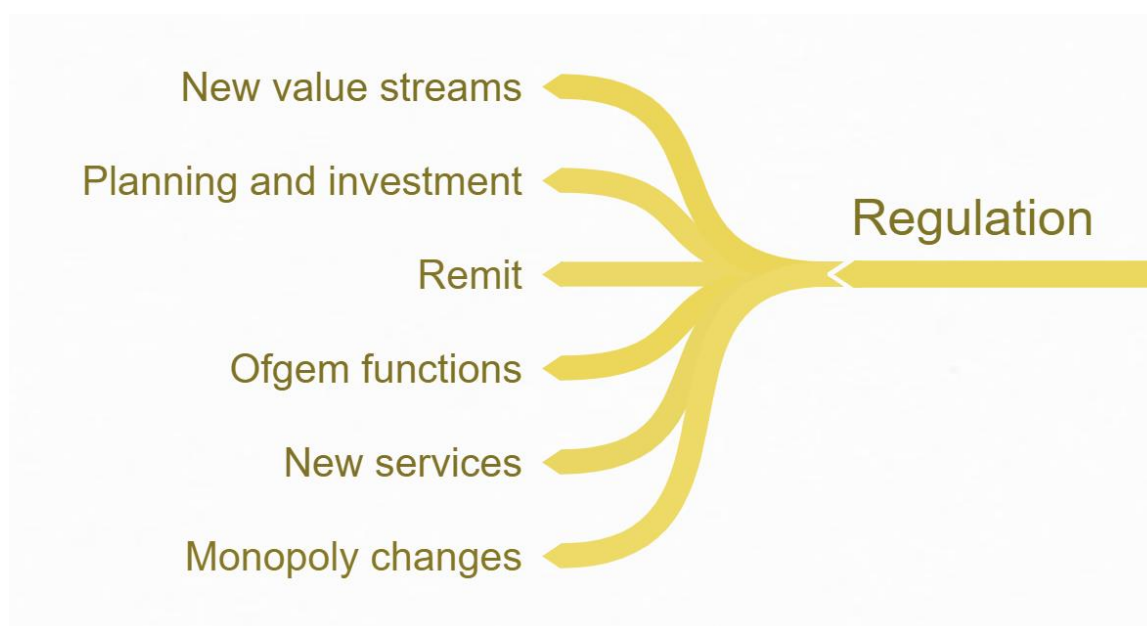 New value streams
Planning and investment
Regulation
Remit
Ofgem functions
New services
Monopoly changes